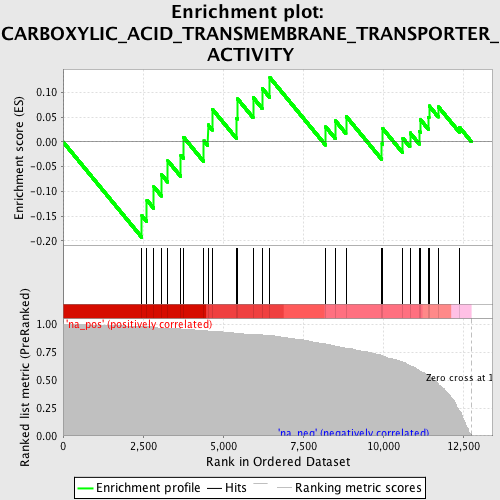 Enrichment plot:
CARBOXYLIC_ACID_TRANSMEMBRANE_TRANSPORTER_
ACTIVITY
Enrichment score (ES)
0.10
0.05
0.00
-0.05
-0.10
-0.15
-0.20
'na_pos' (positively correlated)
Ranked list metric (PreRanked)
1.00
0.75
0.50
0.25
0.00
Zero cross at 1
'na_neg' (negatively correlated)
0
2,500
5,000
7,500
10,000
12,500
Rank in Ordered Dataset
Enrichment profile
Hits
Ranking metric scores